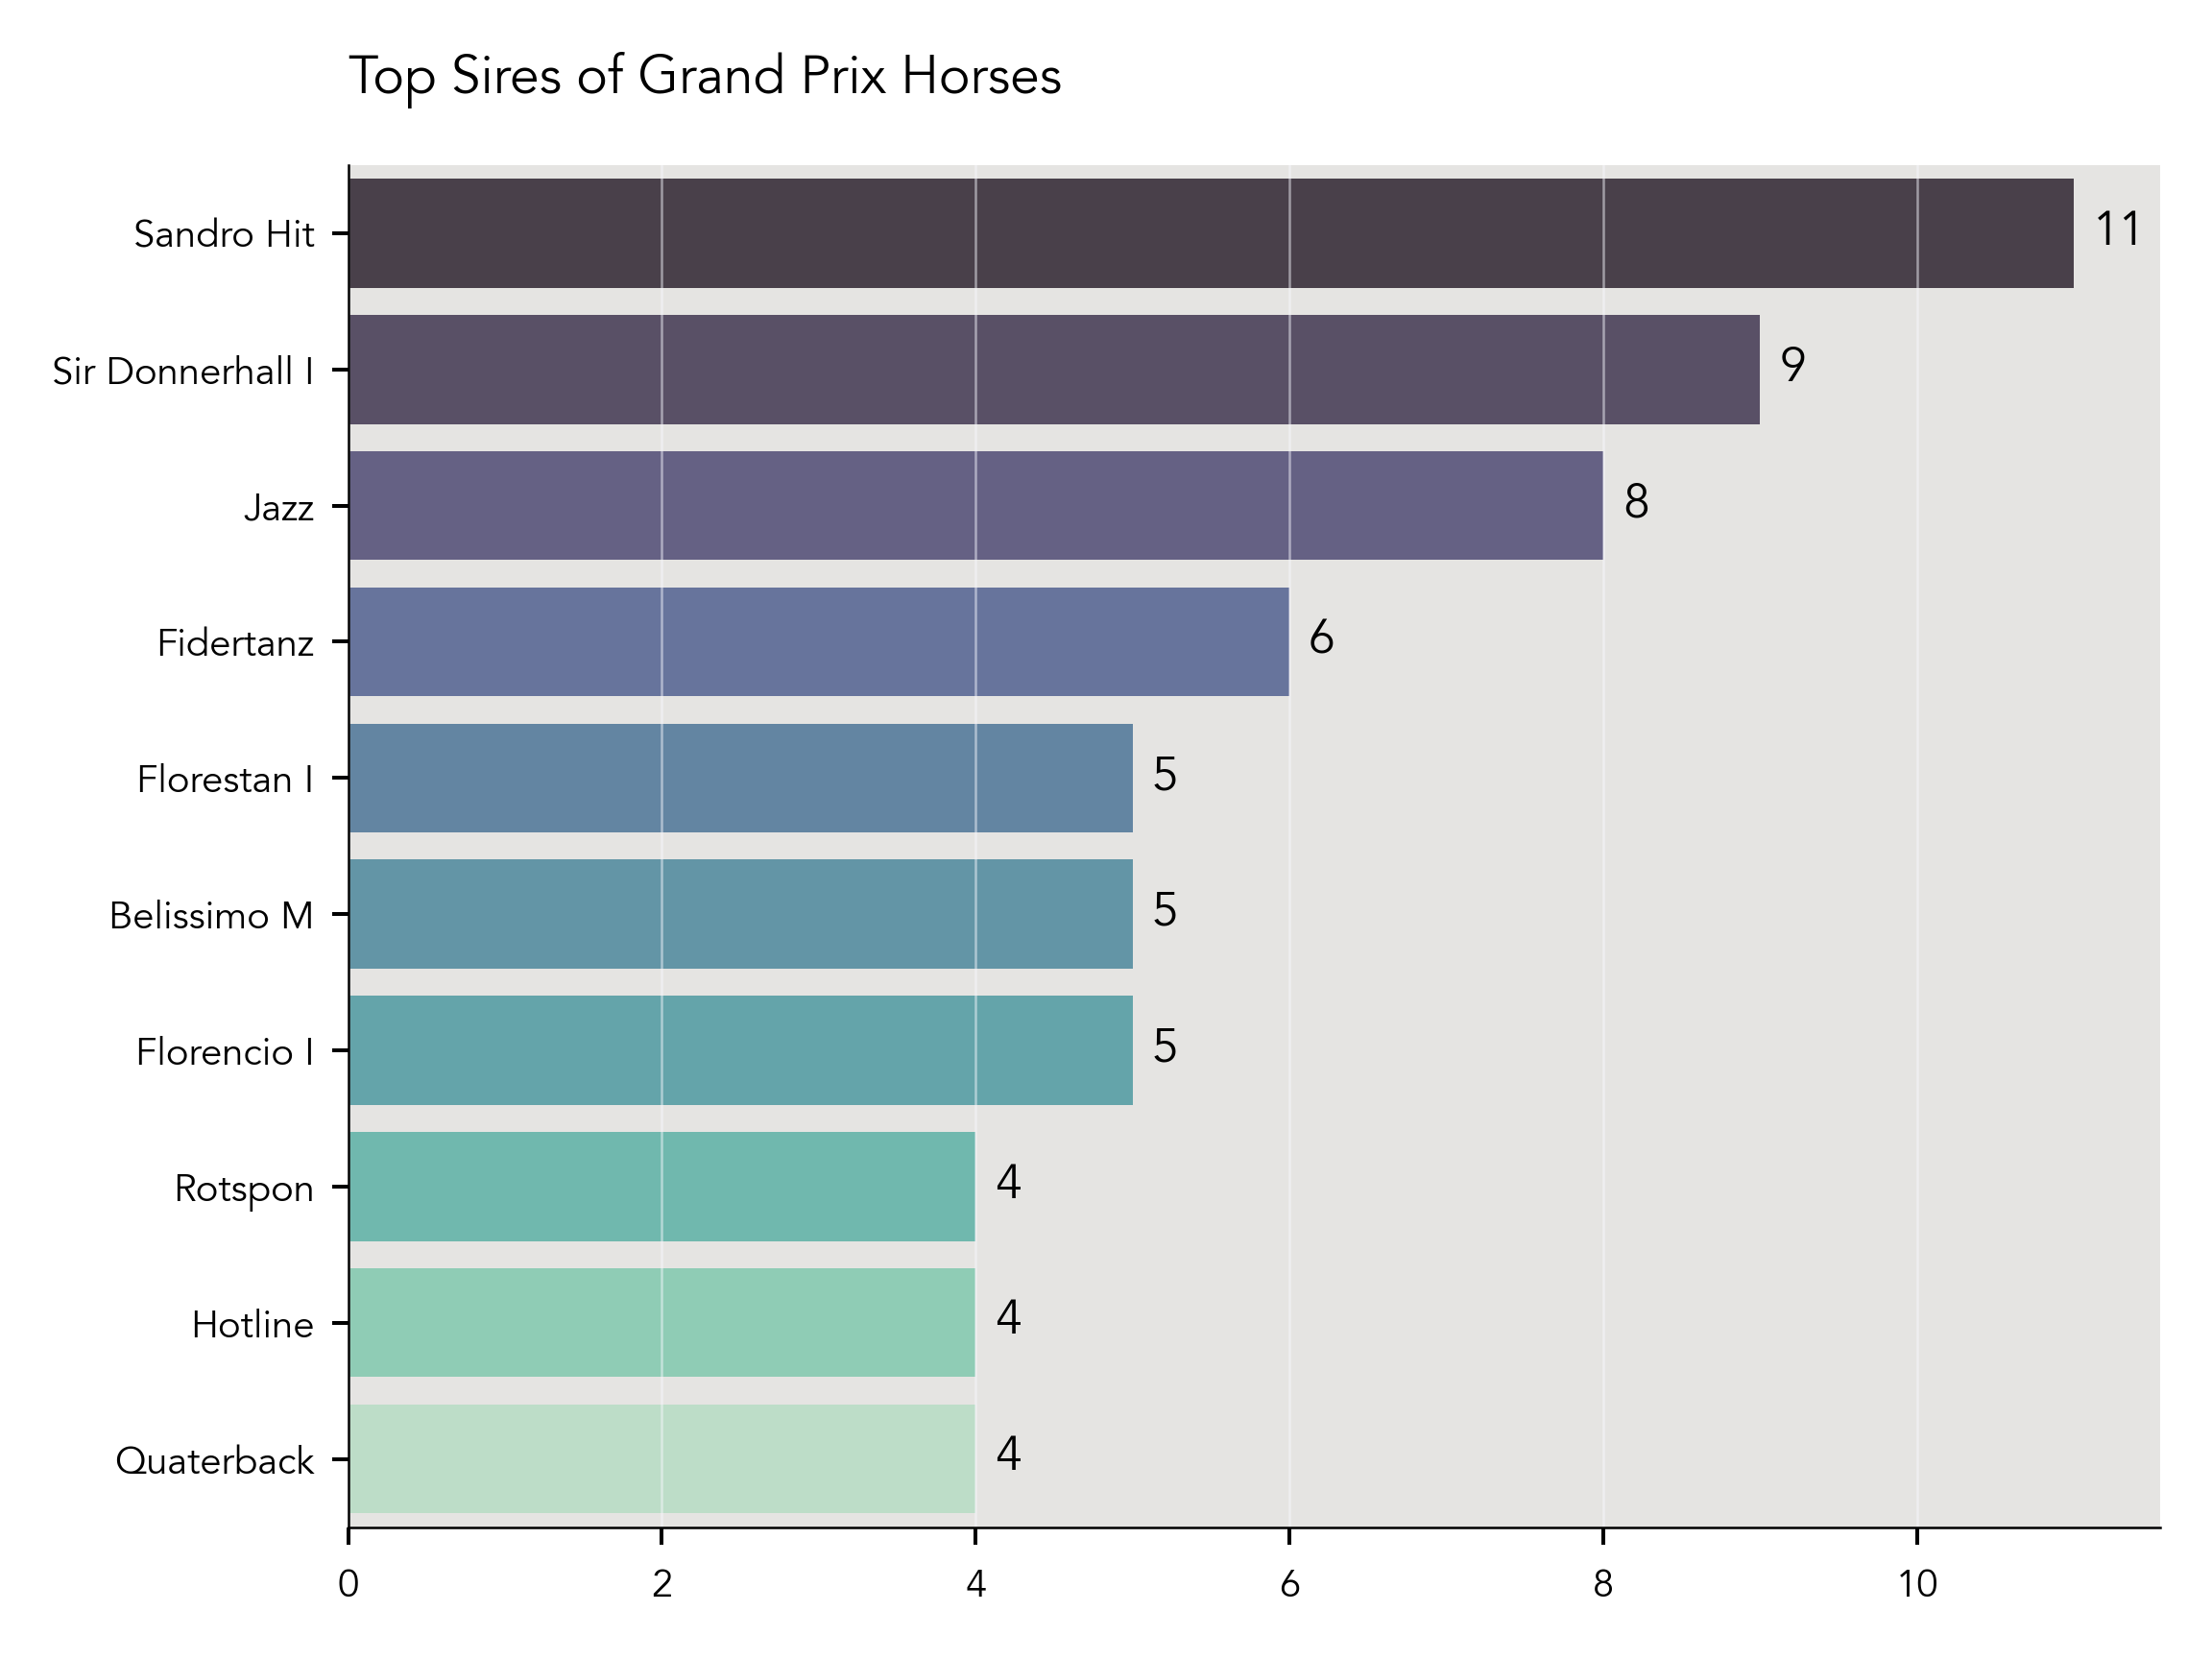 Top Sires of Grand Prix Horses
Sandro Hit 11
Sir Donnerhall I 9
Jazz 8
Fidertanz 6
Florestan I 5
Belissimo M 5
Florencio I 5
Rotspon 4
Hotline 4
Quaterback 4
0 2 4 6 8 10